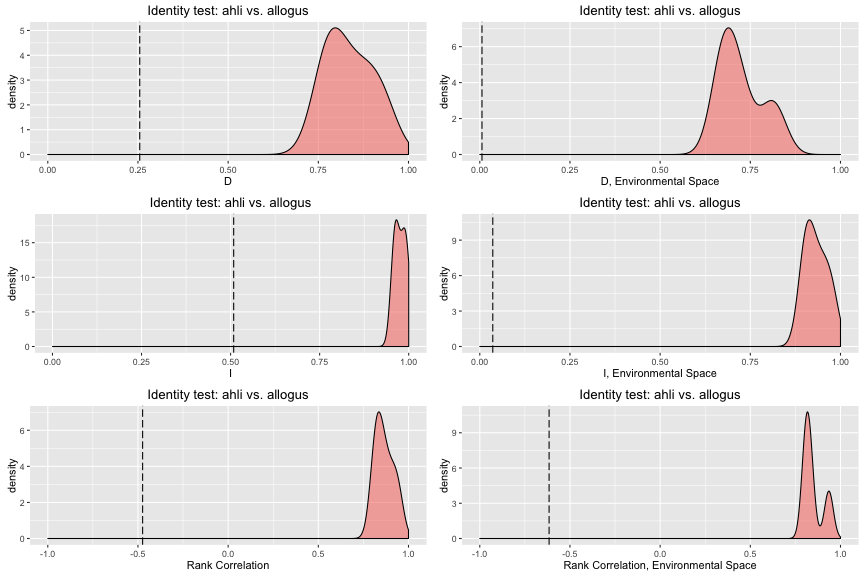 Identity test: ahli vs. allogus
density
5
4
3
2
1
0
0.00 0.25 0.50 0.75 1.00
D
Identity test: ahli vs. allogus
density
6
4
2
0
0.00 0.25 0.50 0.75 1.00
D, Environmental Space
Identity test: ahli vs. allogus
density
15
10
5
0
0.00 0.25 0.50 0.75 1.00
I
Identity test: ahli vs. allogus
density
9
6
3
0
0.00 0.25 0.50 0.75 1.00
I, Environmental Space
Identity test: ahli vs. allogus
density
6
4
2
0
-1.0 -0.5 0.0 0.5 1.0
Rank Correlation
Identity test: ahli vs. allogus
density
9
6
3
0
-1.0 -0.5 0.0 0.5 1.0
Rank Correlation, Environmental Space